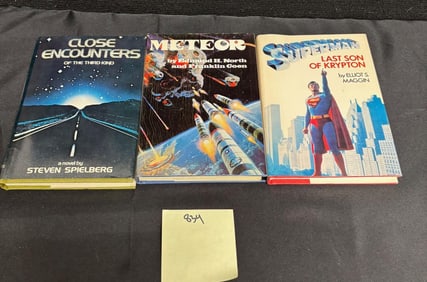 CLOSE
ENCOUNTERS
OF THE THIRD KIND
a novel by
STEVEN SPIELBERG
METEOR
by Edmund H. North
and Franklin Coen
SUPERMAN
LAST SON
OF KRYPTON
by ELLIOT S.
MAGGIN
834